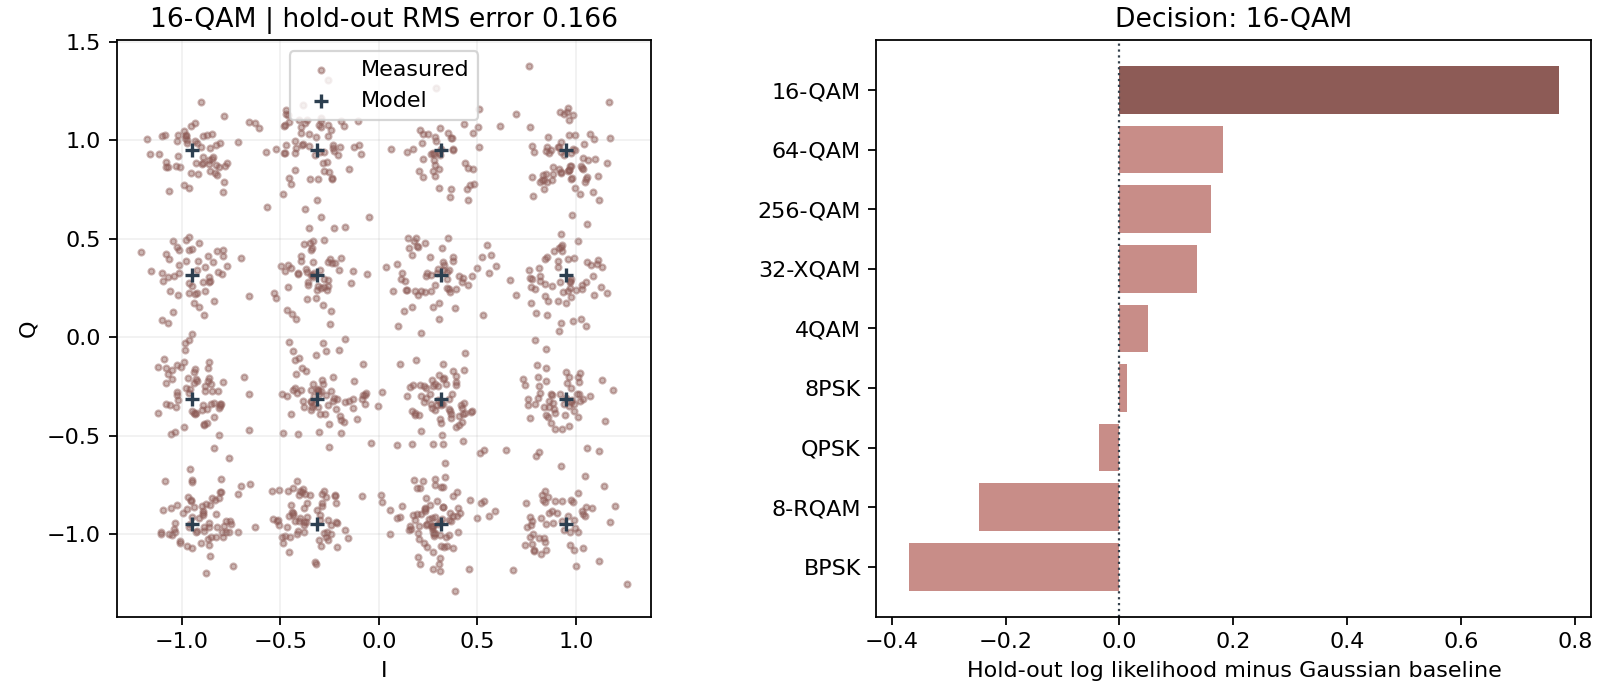 16-QAM | hold-out RMS error 0.166
Measured
Model
1.5
1.0
0.5
0.0
−0.5
−1.0
Q
−1.0 −0.5 0.0 0.5 1.0
I
Decision: 16-QAM
16-QAM
64-QAM
256-QAM
32-XQAM
4QAM
8PSK
QPSK
8-RQAM
BPSK
−0.4 −0.2 0.0 0.2 0.4 0.6 0.8
Hold-out log likelihood minus Gaussian baseline